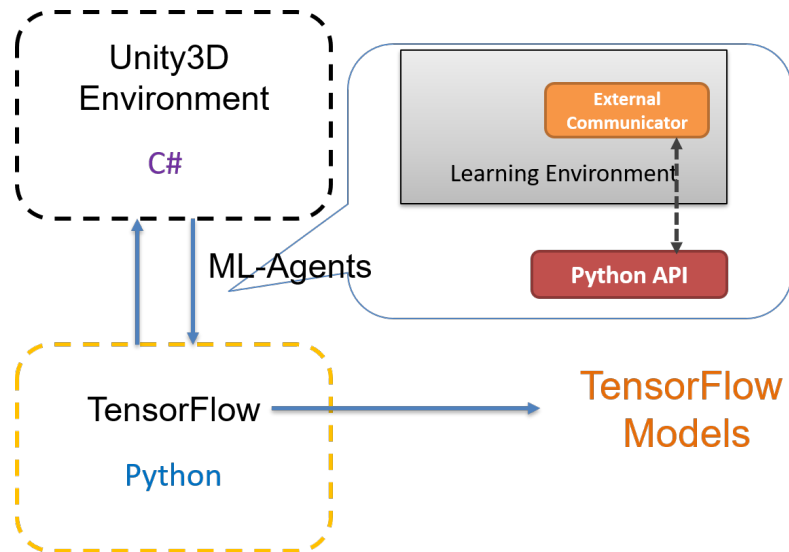 Unity3D
Environment
C#
External
Communicator
Learning Environment
ML-Agents
Python API
TensorFlow
Python
TensorFlow
Models